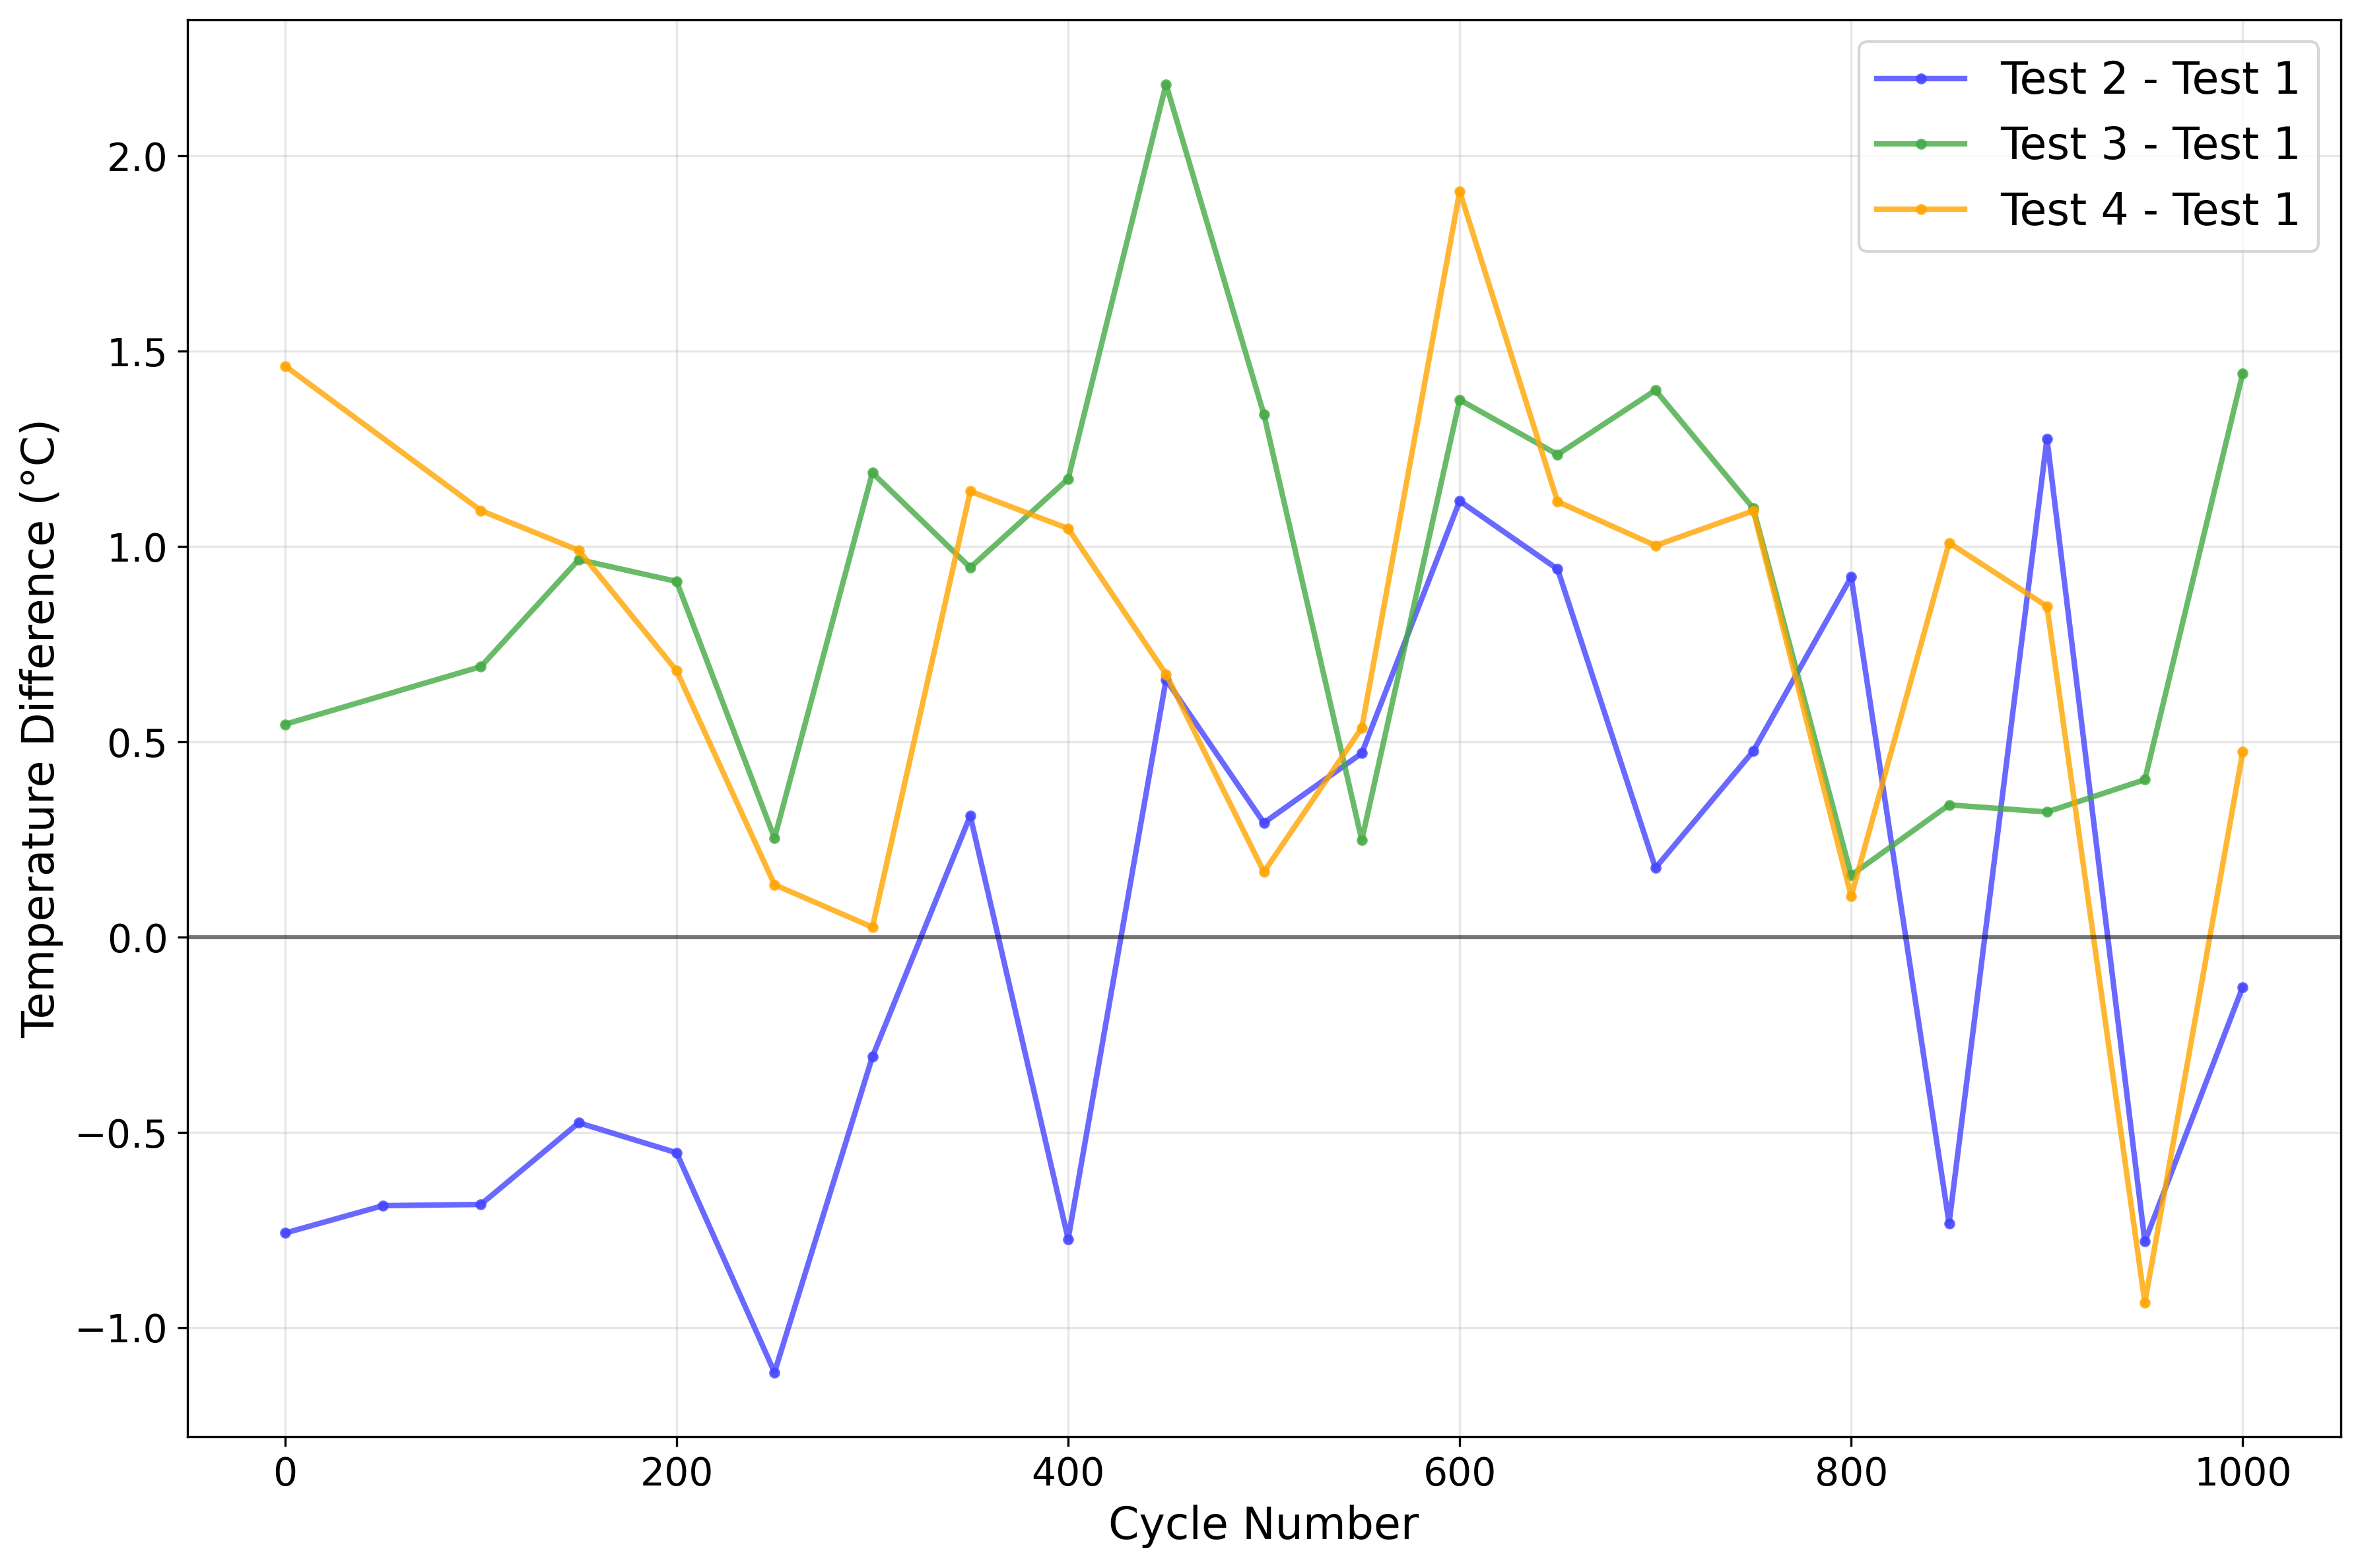 Test 2 - Test 1
Test 3 - Test 1
Test 4 - Test 1
Temperature Difference (°C)
2.0
1.5
1.0
0.5
0.0
−0.5
−1.0
0 200 400 600 800 1000
Cycle Number